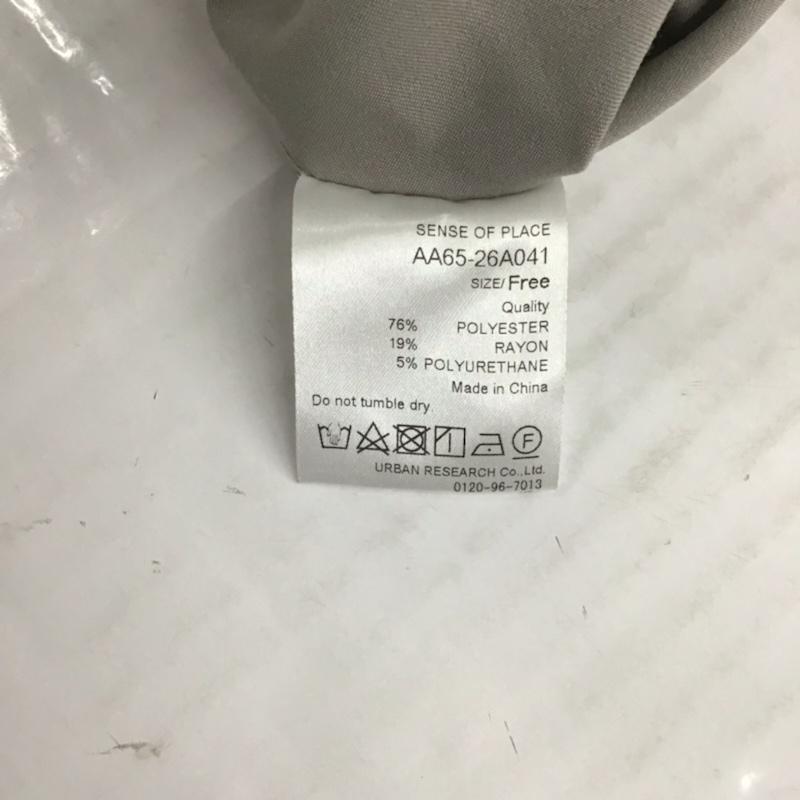 SENSE OF PLACE
AA65-26A041
SIZE/Free
Quality
76% POLYESTER
19% RAYON
5% POLYURETHANE
Made in China
Do not tumble dry.
F
URBAN RESEARCH Co.,Ltd.
0120-96-7013